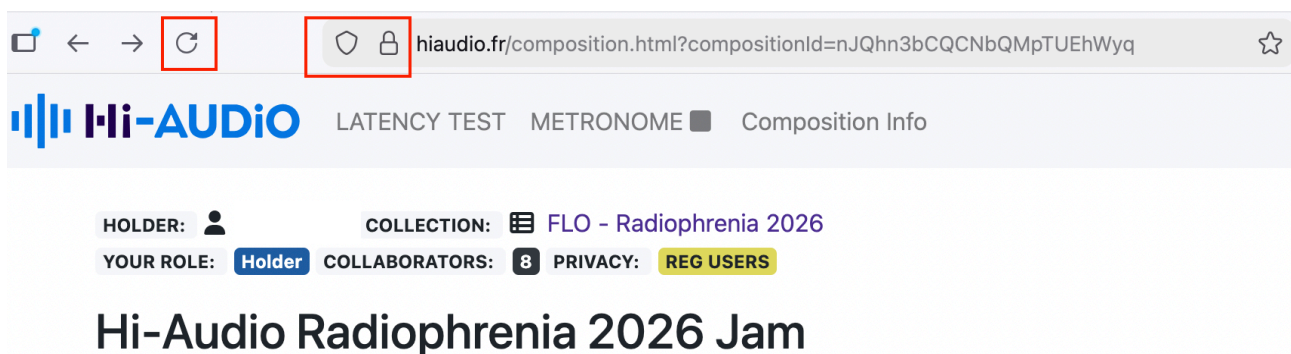 hiaudio.fr/composition.html?compositionId=nJQhn3bCQCNbQMpTUEhWyq
Hi-AUDiO LATENCY TEST METRONOME Composition Info
HOLDER: COLLECTION: FLO - Radiophrenia 2026
YOUR ROLE: Holder COLLABORATORS: 8 PRIVACY: REG USERS
Hi-Audio Radiophrenia 2026 Jam